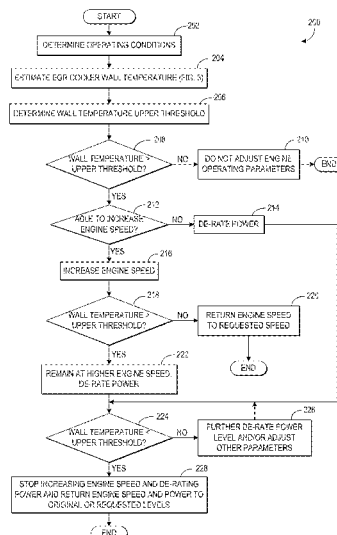 START
200
202
DETERMINE OPERATING CONDITIONS
204
ESTIMATE EGR COOLER WALL TEMPERATURE (FIG. 3)
206
DETERMINE WALL TEMPERATURE UPPER THRESHOLD
208
WALL TEMPERATURE >
UPPER THRESHOLD?
NO
210
DO NOT ADJUST ENGINE
OPERATING PARAMETERS
END
YES
212
ABLE TO INCREASE
ENGINE SPEED?
NO
214
DE-RATE POWER
YES
216
INCREASE ENGINE SPEED
218
WALL TEMPERATURE >
UPPER THRESHOLD?
NO
220
RETURN ENGINE SPEED
TO REQUESTED SPEED
END
YES
222
REMAIN AT HIGHER ENGINE SPEED,
DE-RATE POWER
224
WALL TEMPERATURE <
UPPER THRESHOLD?
NO
226
FURTHER DE-RATE POWER
LEVEL AND/OR ADJUST
OTHER PARAMETERS
YES
228
STOP INCREASING ENGINE SPEED AND DE-RATING
POWER AND RETURN ENGINE SPEED AND POWER TO
ORIGINAL OR REQUESTED LEVELS
END